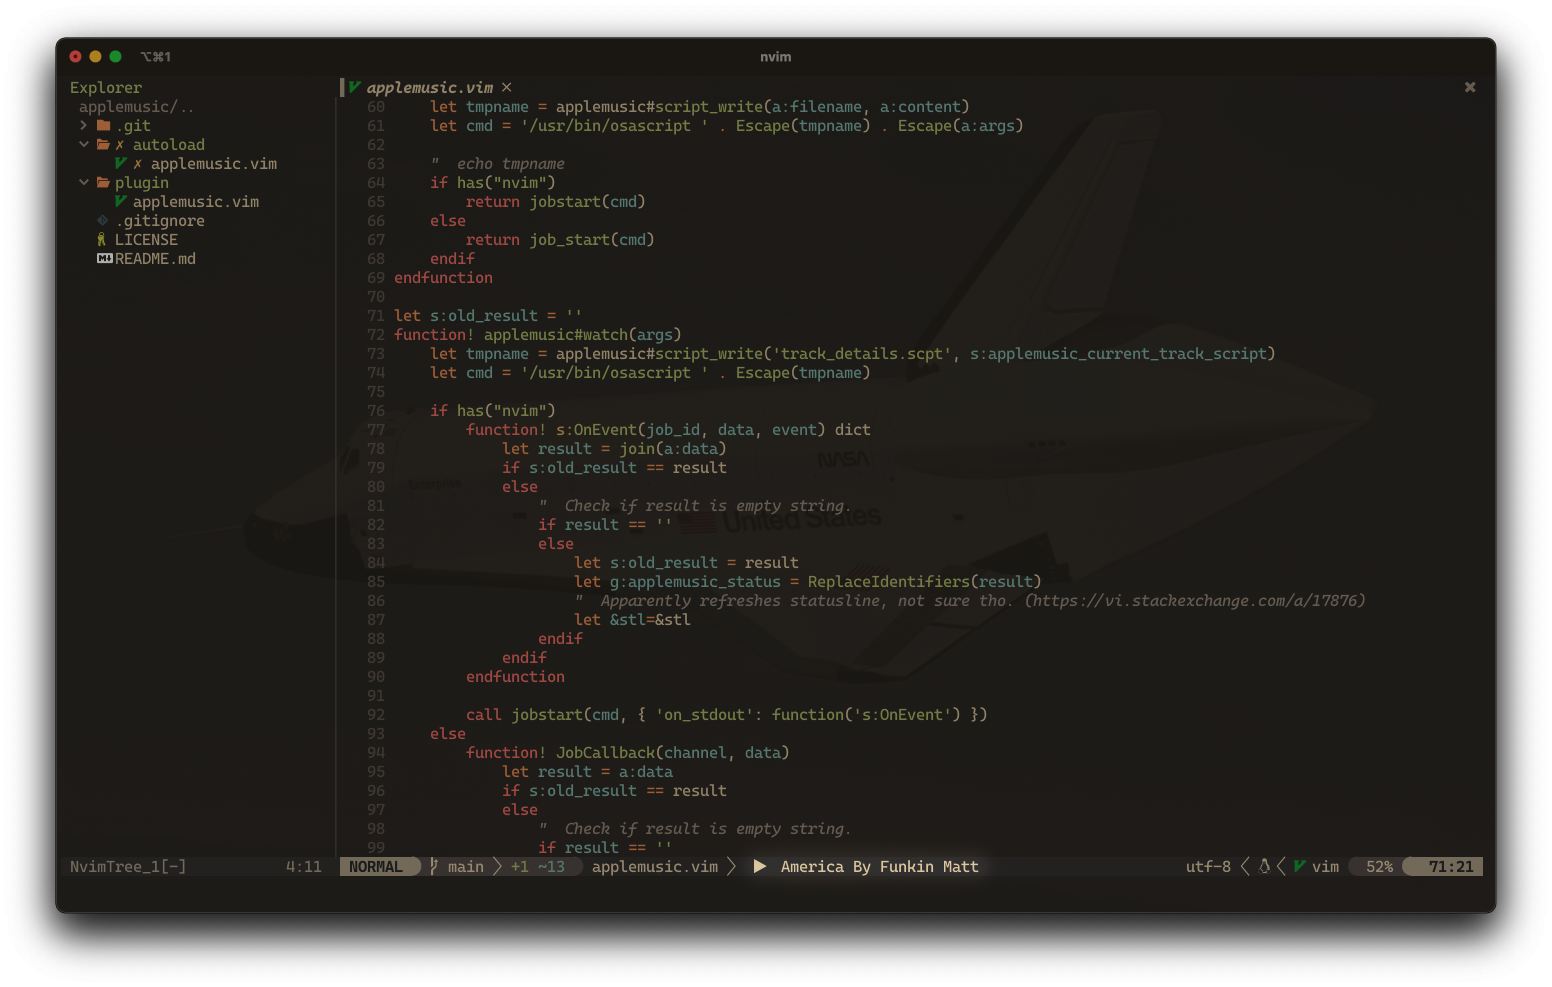 ⌥⌘1 nvim
Explorer
applemusic/..
.git
✗ autoload
✗ applemusic.vim
plugin
applemusic.vim
.gitignore
LICENSE
README.md
applemusic.vim ×
60 let tmpname = applemusic#script_write(a:filename, a:content)
61 let cmd = '/usr/bin/osascript ' . Escape(tmpname) . Escape(a:args)
62
63 "  echo tmpname
64 if has("nvim")
65 return jobstart(cmd)
66 else
67 return job_start(cmd)
68 endif
69 endfunction
70
71 let s:old_result = ''
72 function! applemusic#watch(args)
73 let tmpname = applemusic#script_write('track_details.scpt', s:applemusic_current_track_script)
74 let cmd = '/usr/bin/osascript ' . Escape(tmpname)
75
76 if has("nvim")
77 function! s:OnEvent(job_id, data, event) dict
78 let result = join(a:data)
79 if s:old_result == result
80 else
81 "  Check if result is empty string.
82 if result == ''
83 else
84 let s:old_result = result
85 let g:applemusic_status = ReplaceIdentifiers(result)
86 "  Apparently refreshes statusline, not sure tho. (https://vi.stackexchange.com/a/17876)
87 let &stl=&stl
88 endif
89 endif
90 endfunction
91
92 call jobstart(cmd, { 'on_stdout': function('s:OnEvent') })
93 else
94 function! JobCallback(channel, data)
95 let result = a:data
96 if s:old_result == result
97 else
98 "  Check if result is empty string.
99 if result == ''
NASA
Enterprise
United States
NvimTree_1[-] 4:11 NORMAL main +1 ~13 applemusic.vim ▶ America By Funkin Matt utf-8 vim 52% 71:21